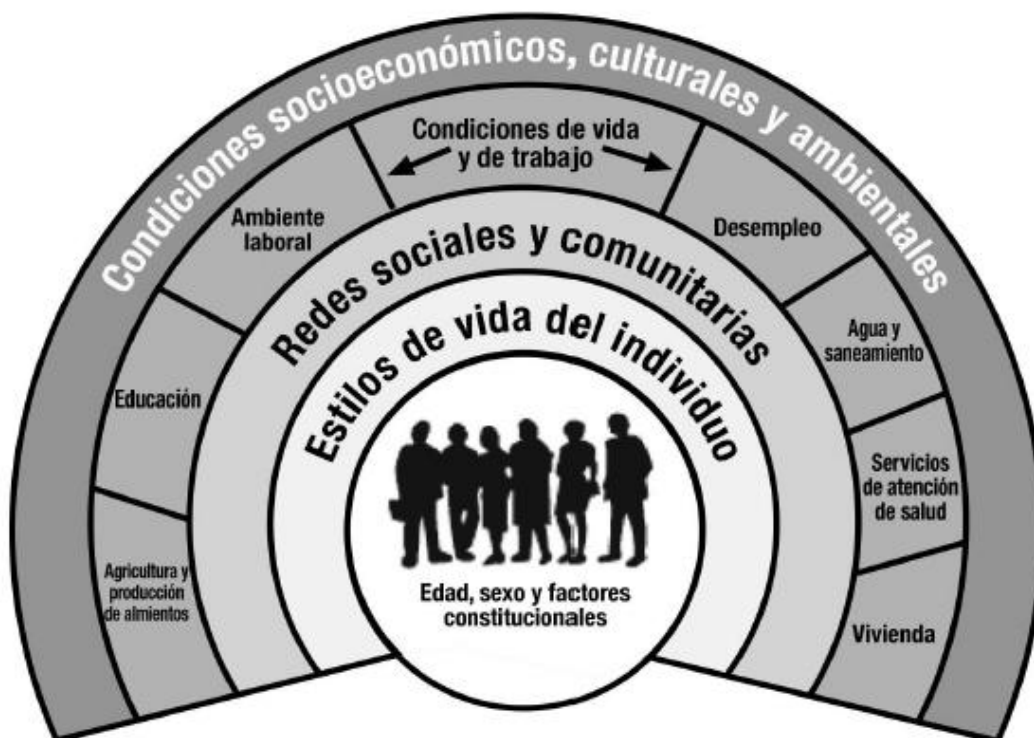 Condiciones socioeconómicos, culturales y ambientales
Condiciones de vida
y de trabajo
Ambiente
laboral
Desempleo
Educación
Agua y
saneamiento
Agricultura y
producción
de almientos
Servicios
de atención
de salud
Vivienda
Redes sociales y comunitarias
Estilos de vida del individuo
Edad, sexo y factores
constitucionales